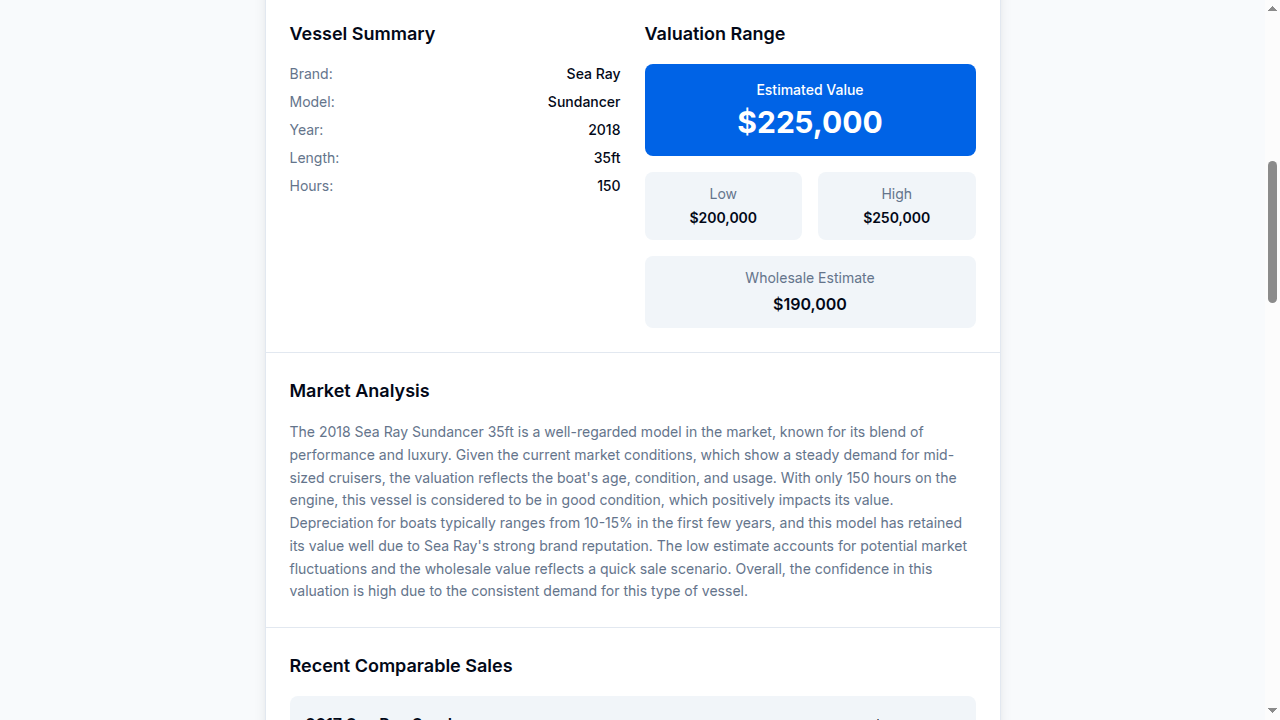 Vessel Summary
Brand: Sea Ray
Model: Sundancer
Year: 2018
Length: 35ft
Hours: 150
Valuation Range
Estimated Value
$225,000
Low
$200,000
High
$250,000
Wholesale Estimate
$190,000
Market Analysis
The 2018 Sea Ray Sundancer 35ft is a well-regarded model in the market, known for its blend of
performance and luxury. Given the current market conditions, which show a steady demand for mid-
sized cruisers, the valuation reflects the boat's age, condition, and usage. With only 150 hours on the
engine, this vessel is considered to be in good condition, which positively impacts its value.
Depreciation for boats typically ranges from 10-15% in the first few years, and this model has retained
its value well due to Sea Ray's strong brand reputation. The low estimate accounts for potential market
fluctuations and the wholesale value reflects a quick sale scenario. Overall, the confidence in this
valuation is high due to the consistent demand for this type of vessel.
Recent Comparable Sales